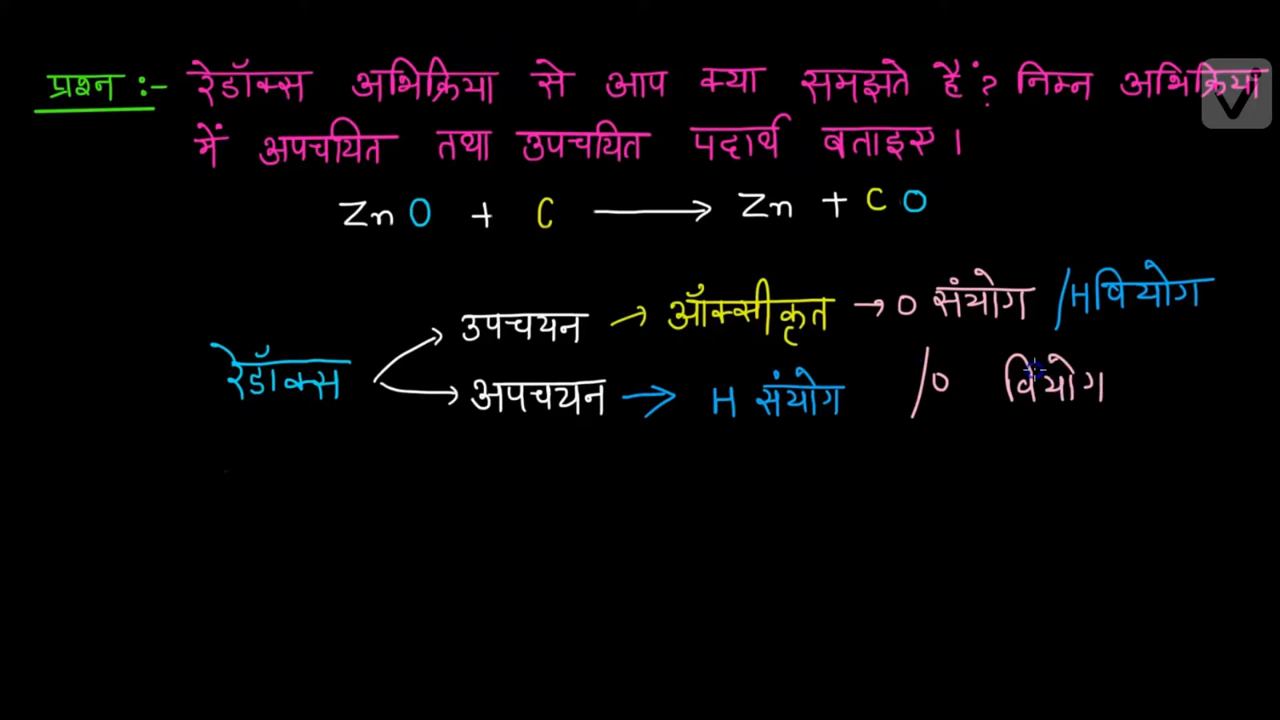 प्रश्न :- रेडॉक्स अभिक्रिया से आप क्या समझते हैं? निम्न अभिक्रिया
में अपचयित तथा उपचयित पदार्थ बताइए।
ZnO + C ⟶ Zn + CO
उपचयन → ऑक्सीकृत → O संयोग / H वियोग
रेडॉक्स
अपचयन → H संयोग / O वियोग